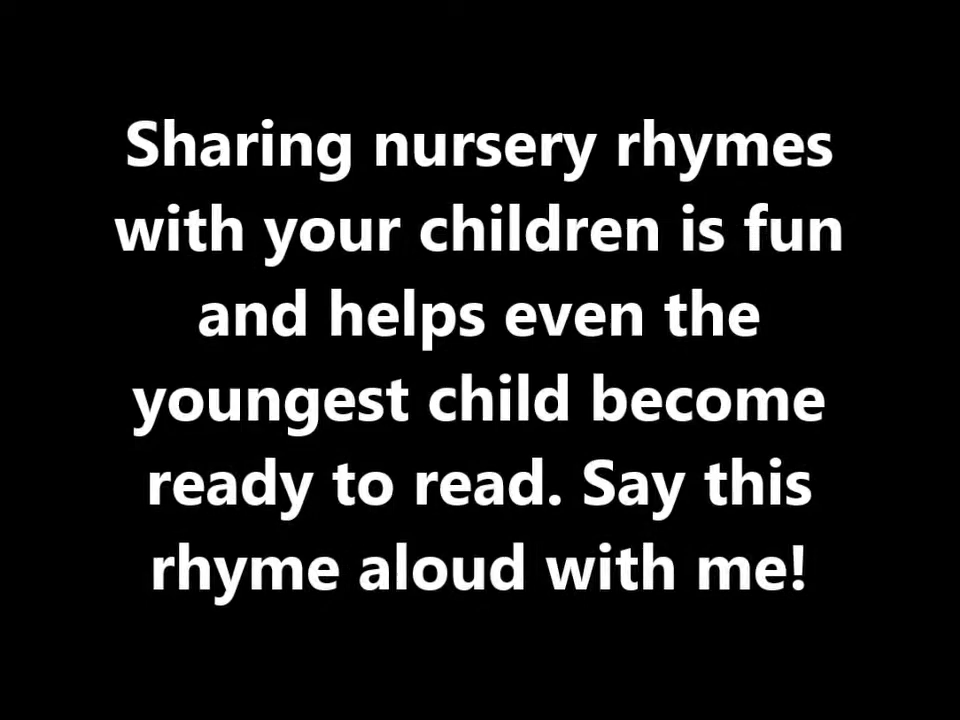 Sharing nursery rhymes
with your children is fun
and helps even the
youngest child become
ready to read. Say this
rhyme aloud with me!